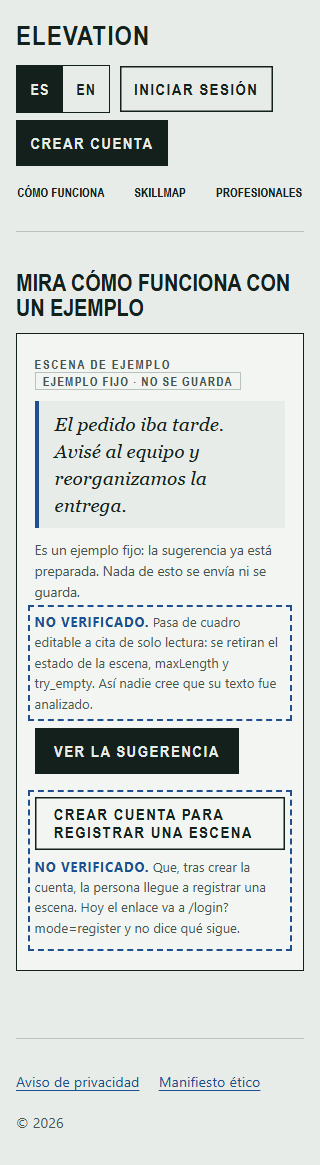 ELEVATION
ES EN INICIAR SESIÓN
CREAR CUENTA
CÓMO FUNCIONA SKILLMAP PROFESIONALES
MIRA CÓMO FUNCIONA CON
UN EJEMPLO
ESCENA DE EJEMPLO
EJEMPLO FIJO · NO SE GUARDA
El pedido iba tarde.
Avisé al equipo y
reorganizamos la
entrega.
Es un ejemplo fijo: la sugerencia ya está
preparada. Nada de esto se envía ni se
guarda.
NO VERIFICADO. Pasa de cuadro
editable a cita de solo lectura: se retiran el
estado de la escena, maxLength y
try_empty. Así nadie cree que su texto fue
analizado.
VER LA SUGERENCIA
CREAR CUENTA PARA
REGISTRAR UNA ESCENA
NO VERIFICADO. Que, tras crear la
cuenta, la persona llegue a registrar una
escena. Hoy el enlace va a /login?
mode=register y no dice qué sigue.
Aviso de privacidad Manifiesto ético
© 2026